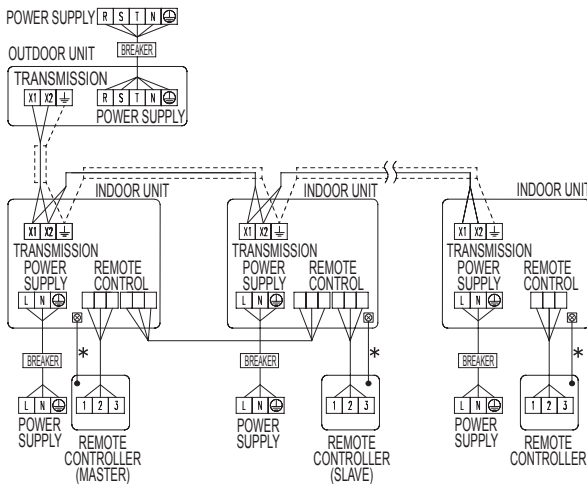 POWER SUPPLY R S T N
BREAKER
OUTDOOR UNIT
TRANSMISSION
X1 X2 R S T N
POWER SUPPLY
INDOOR UNIT INDOOR UNIT INDOOR UNIT
X1 X2 X1 X2 X1 X2
TRANSMISSION TRANSMISSION TRANSMISSION
POWER SUPPLY REMOTE CONTROL POWER SUPPLY REMOTE CONTROL POWER SUPPLY REMOTE CONTROL
L N L N L N
* * *
BREAKER BREAKER BREAKER
L N 1 2 3 L N 1 2 3 L N 1 2 3
POWER SUPPLY POWER SUPPLY POWER SUPPLY
REMOTE CONTROLLER (MASTER) REMOTE CONTROLLER (SLAVE) REMOTE CONTROLLER